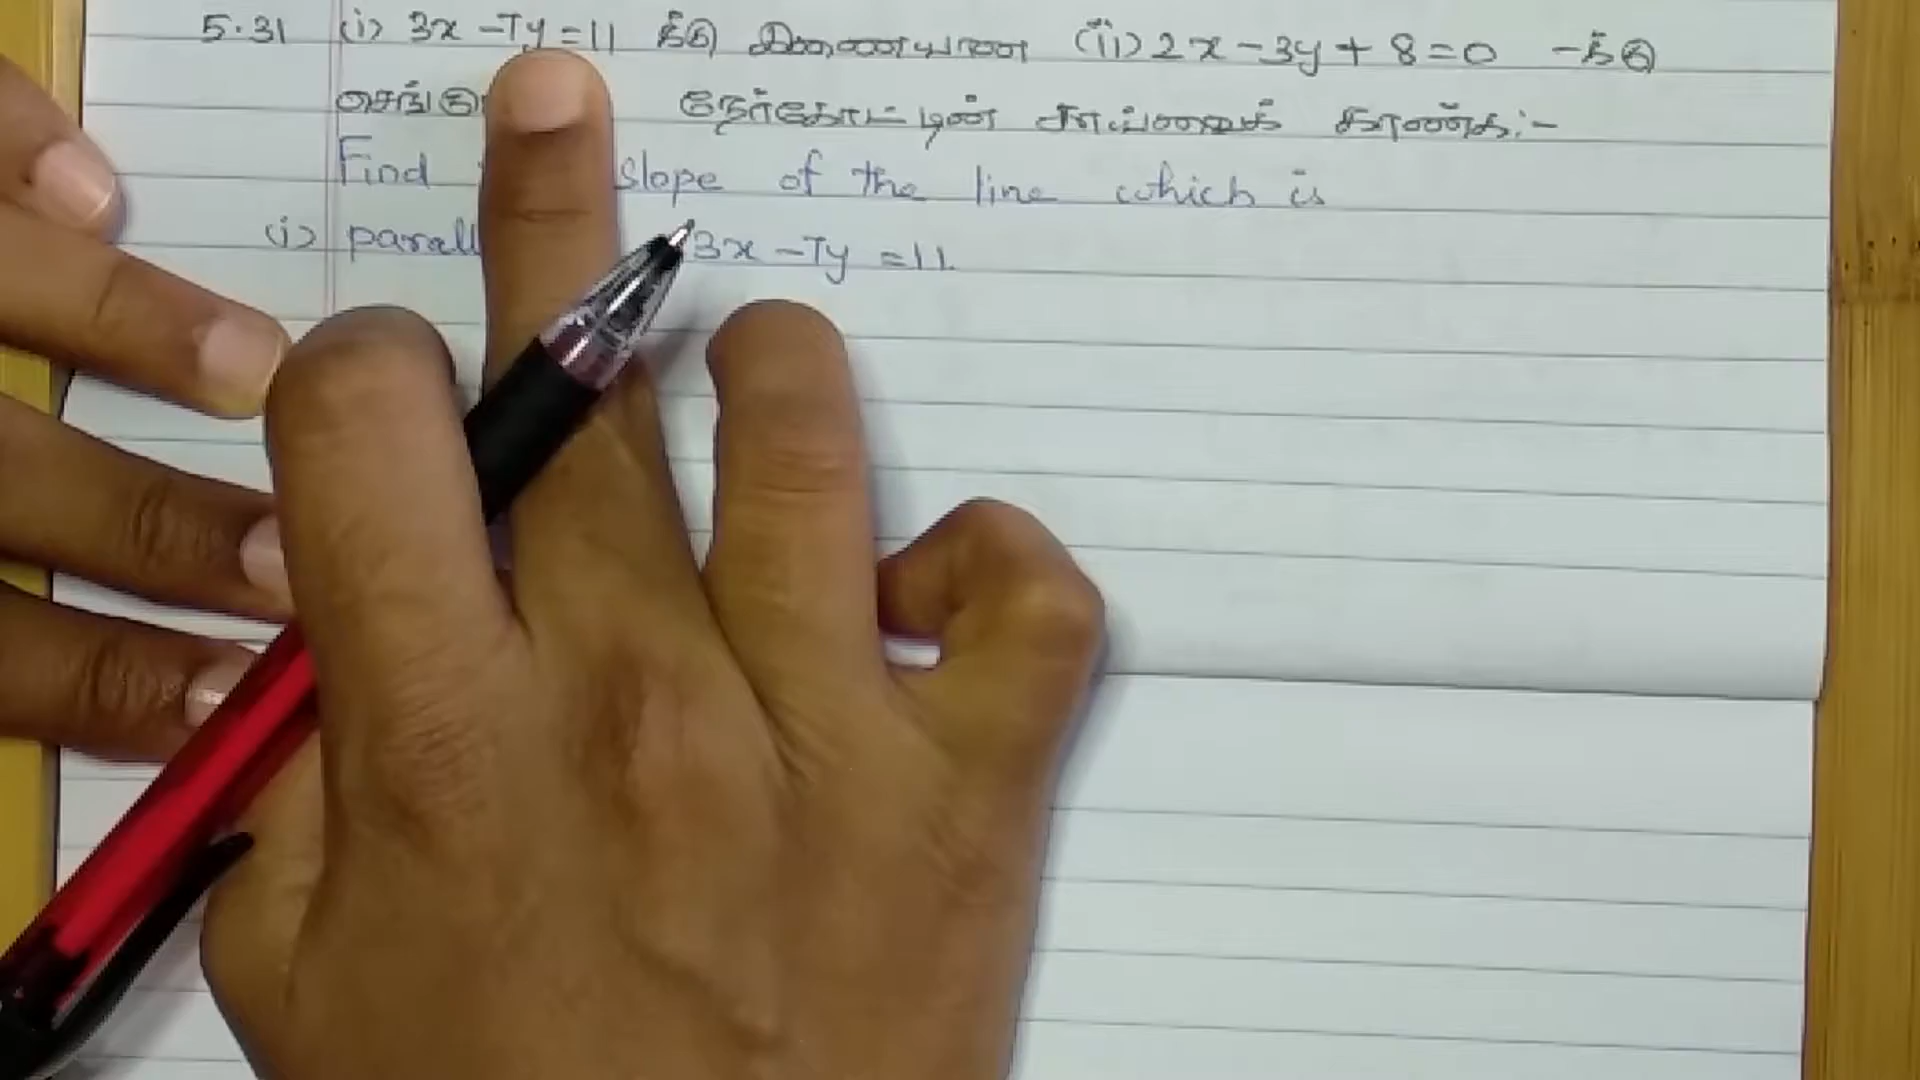 5.31 (i) 3x - 7y = 11 க்கு இணையான (ii) 2x - 3y + 8 = 0 - க்கு
நேர்கோட்டின் சாய்வைக் காண்க:-
Find slope of the line which is
(i) 3x - 7y = 11.